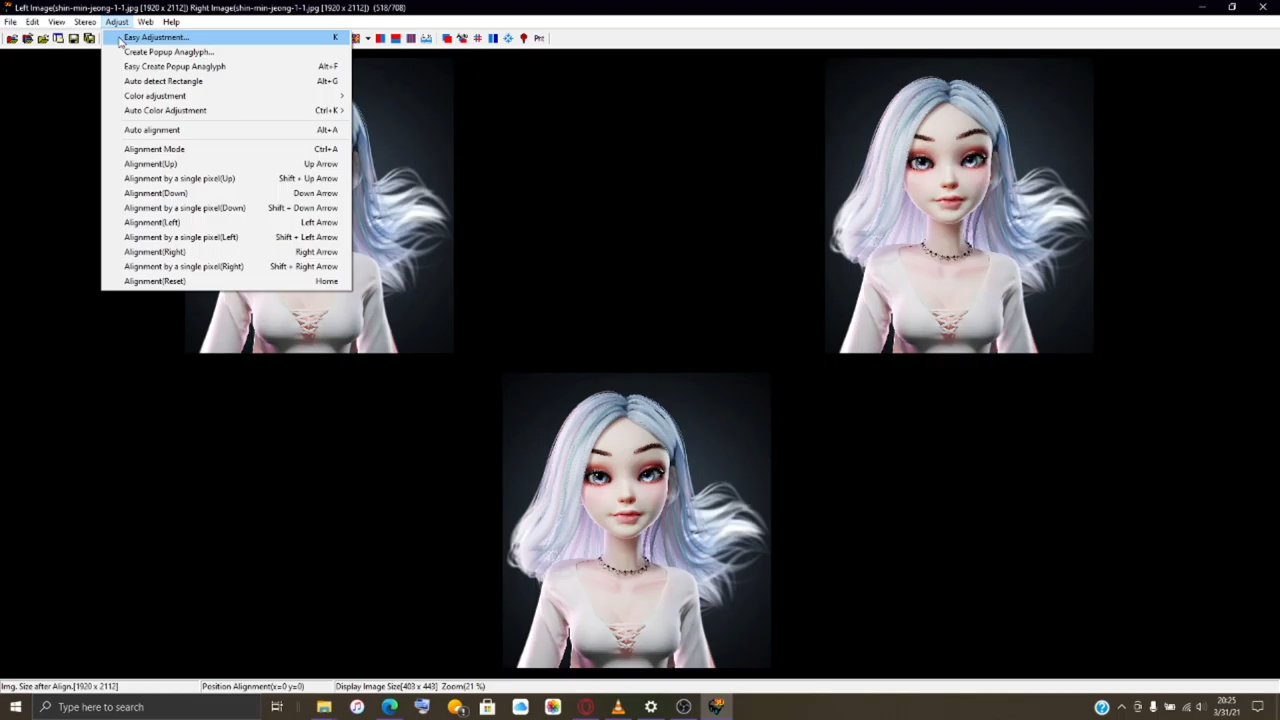 Left Image(shin-min-jeong-1-1.jpg [1920 x 2112]) Right Image(shin-min-jeong-1-1.jpg [1920 x 2112]) (518/708)
File Edit View Stereo Adjust Web Help
Easy Adjustment... K
Pnt
Create Popup Anaglyph...
Easy Create Popup Anaglyph Alt+F
Auto detect Rectangle Alt+G
Color adjustment
Auto Color Adjustment Ctrl+K
Auto alignment Alt+A
Alignment Mode Ctrl+A
Alignment(Up) Up Arrow
Alignment by a single pixel(Up) Shift + Up Arrow
Alignment(Down) Down Arrow
Alignment by a single pixel(Down) Shift + Down Arrow
Alignment(Left) Left Arrow
Alignment by a single pixel(Left) Shift + Left Arrow
Alignment(Right) Right Arrow
Alignment by a single pixel(Right) Shift + Right Arrow
Alignment(Reset) Home
Img. Size after Align.[1920 x 2112] Position Alignment(x=0 y=0) Display Image Size[403 x 443] Zoom(21 %)
Type here to search
20:25
3/31/21